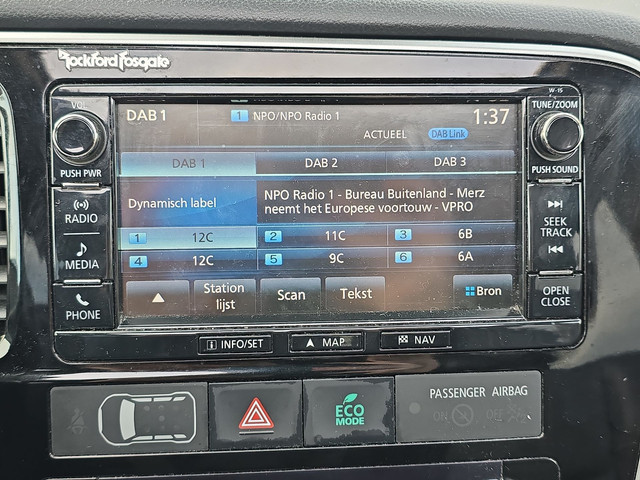 Rockford Fosgate
W-15
VOL
PUSH PWR
TUNE/ZOOM
PUSH SOUND
DAB 1
1 NPO/NPO Radio 1
1:37
ACTUEEL
DAB Link
DAB 1 DAB 2 DAB 3
Dynamisch label
NPO Radio 1 - Bureau Buitenland - Merz
neemt het Europese voortouw - VPRO
1 12C 2 11C 3 6B
4 12C 5 9C 6 6A
Station
lijst
Scan
Tekst
Bron
RADIO
MEDIA
PHONE
SEEK
TRACK
OPEN
CLOSE
i INFO/SET
MAP
NAV
ECO
MODE
PASSENGER AIRBAG
ON OFF